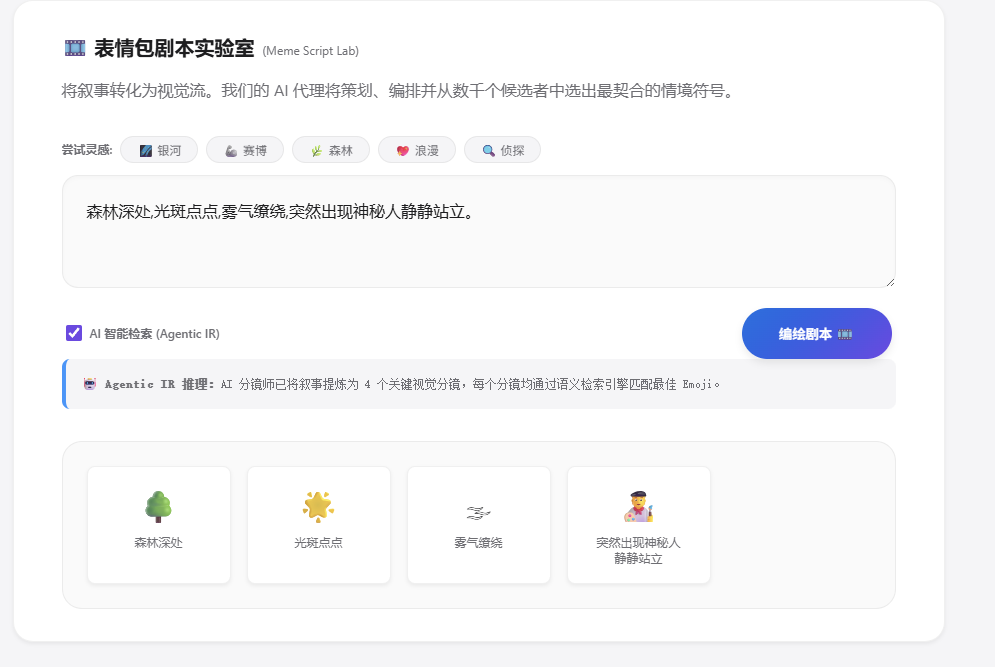 表情包剧本实验室 (Meme Script Lab)
将叙事转化为视觉流。我们的 AI 代理将策划、编排并从数千个候选者中选出最契合的情境符号。
尝试灵感: 银河 赛博 森林 浪漫 侦探
森林深处,光斑点点,雾气缭绕,突然出现神秘人静静站立。
AI 智能检索 (Agentic IR)
编绘剧本
Agentic IR 推理: AI 分镜师已将叙事提炼为 4 个关键视觉分镜，每个分镜均通过语义检索引擎匹配最佳 Emoji。
森林深处
光斑点点
雾气缭绕
突然出现神秘人
静静站立